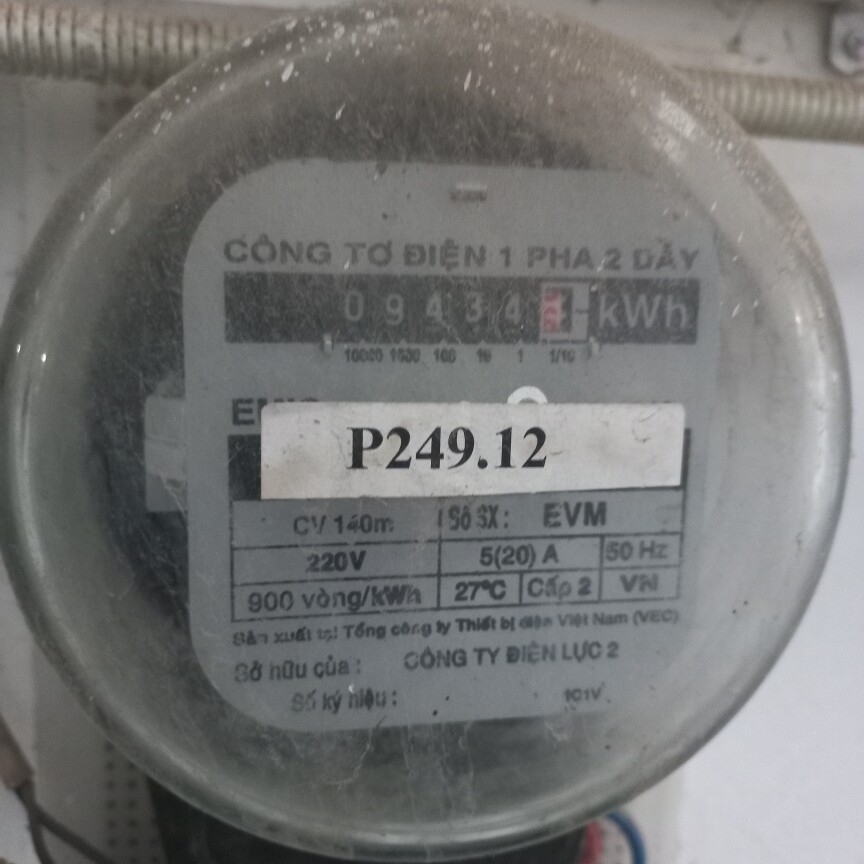 CÔNG TƠ ĐIỆN 1 PHA 2 DÂY
0 9 4 3 4 kWh
10000 1000 100 10 1 1/10
P249.12
CV 140m Số SX: EVM
220V 5(20) A 50 Hz
900 vòng/kWh 27°C Cấp 2 VN
Sản xuất tại Tổng công ty Thiết bị điện Việt Nam (VEC)
Sở hữu của: CÔNG TY ĐIỆN LỰC 2
Số ký hiệu: 1C1V